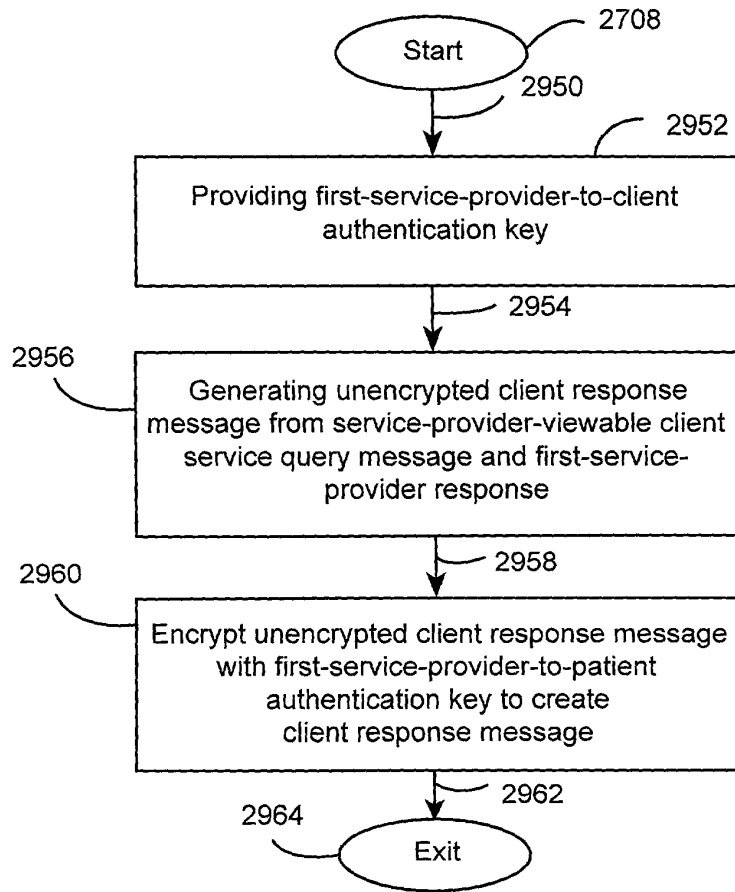 Start
2708
2950
2952
Providing first-service-provider-to-client
authentication key
2954
2956
Generating unencrypted client response
message from service-provider-viewable client
service query message and first-service-
provider response
2958
2960
Encrypt unencrypted client response message
with first-service-provider-to-patient
authentication key to create
client response message
2962
2964
Exit